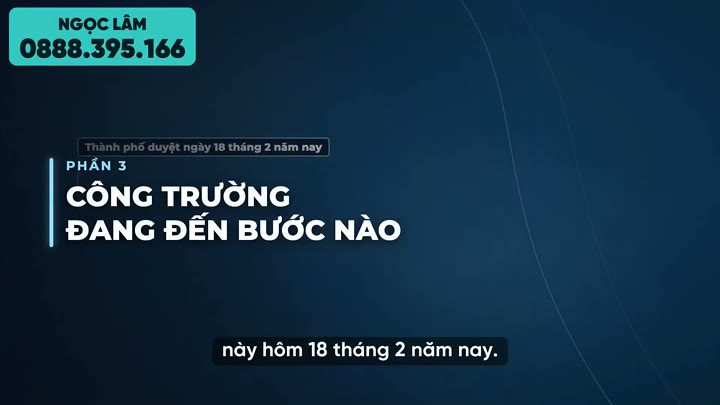 NGỌC LÂM
0888.395.166
Thành phố duyệt ngày 18 tháng 2 năm nay
PHẦN 3
CÔNG TRƯỜNG
ĐANG ĐẾN BƯỚC NÀO
này hôm 18 tháng 2 năm nay.